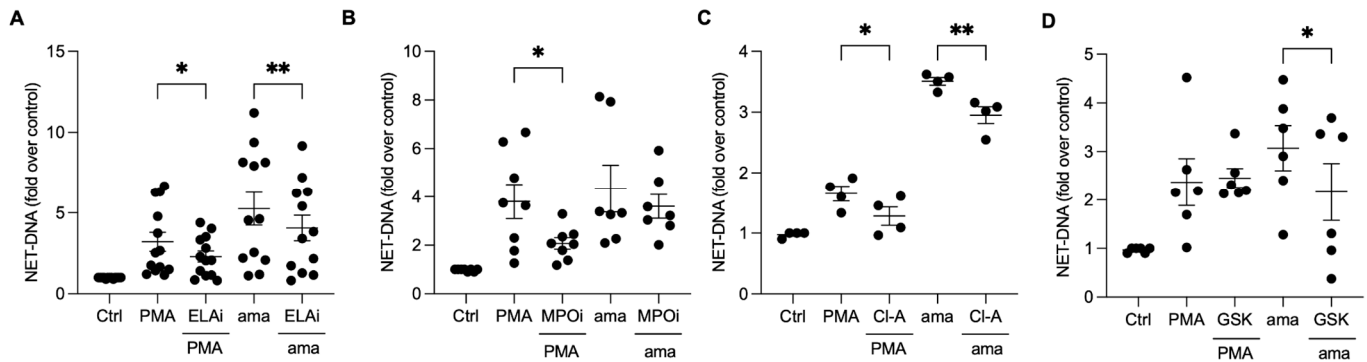 A
NET-DNA (fold over control)
15
10
5
0
*
**
Ctrl PMA ELAi ama ELAi
PMA ama
B
NET-DNA (fold over control)
10
8
6
4
2
0
*
Ctrl PMA MPOi ama MPOi
PMA ama
C
NET-DNA (fold over control)
4
3
2
1
0
*
**
Ctrl PMA Cl-A ama Cl-A
PMA ama
D
NET-DNA (fold over control)
5
4
3
2
1
0
*
Ctrl PMA GSK ama GSK
PMA ama